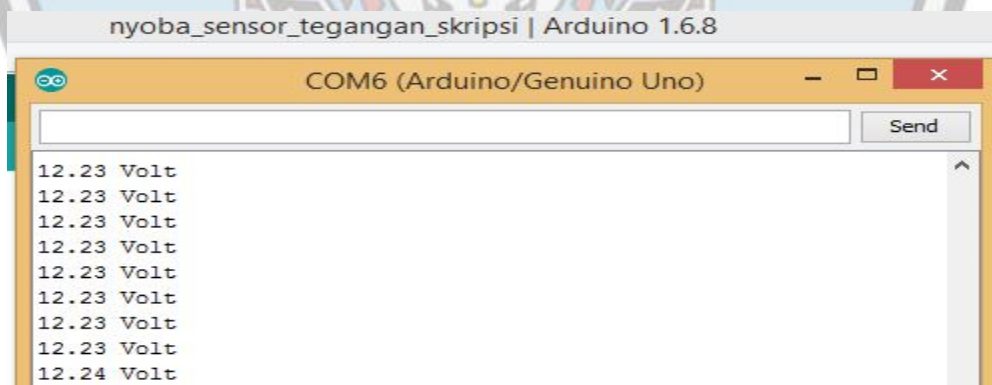 nyoba_sensor_tegangan_skripsi | Arduino 1.6.8
COM6 (Arduino/Genuino Uno)
Send
12.23 Volt
12.23 Volt
12.23 Volt
12.23 Volt
12.23 Volt
12.23 Volt
12.23 Volt
12.23 Volt
12.24 Volt